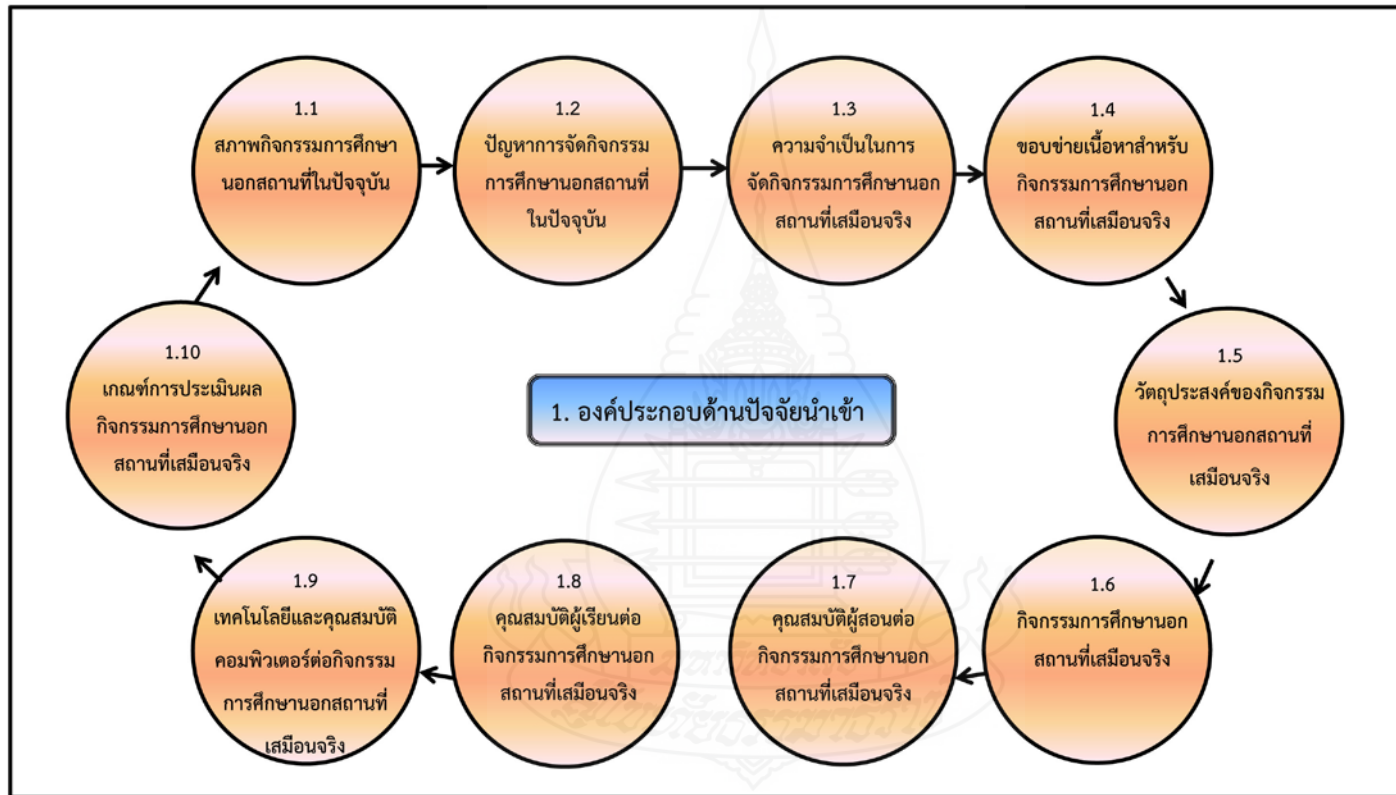 1.1
สภาพกิจกรรมการศึกษา
นอกสถานที่ในปัจจุบัน
1.2
ปัญหาการจัดกิจกรรม
การศึกษานอกสถานที่
ในปัจจุบัน
1.3
ความจำเป็นในการ
จัดกิจกรรมการศึกษานอก
สถานที่เสมือนจริง
1.4
ขอบข่ายเนื้อหาสำหรับ
กิจกรรมการศึกษานอก
สถานที่เสมือนจริง
1.5
วัตถุประสงค์ของกิจกรรม
การศึกษานอกสถานที่
เสมือนจริง
1.6
กิจกรรมการศึกษานอก
สถานที่เสมือนจริง
1.7
คุณสมบัติผู้สอนต่อ
กิจกรรมการศึกษานอก
สถานที่เสมือนจริง
1.8
คุณสมบัติผู้เรียนต่อ
กิจกรรมการศึกษานอก
สถานที่เสมือนจริง
1.9
เทคโนโลยีและคุณสมบัติ
คอมพิวเตอร์ต่อกิจกรรม
การศึกษานอกสถานที่
เสมือนจริง
1.10
เกณฑ์การประเมินผล
กิจกรรมการศึกษานอก
สถานที่เสมือนจริง
1. องค์ประกอบด้านปัจจัยนำเข้า